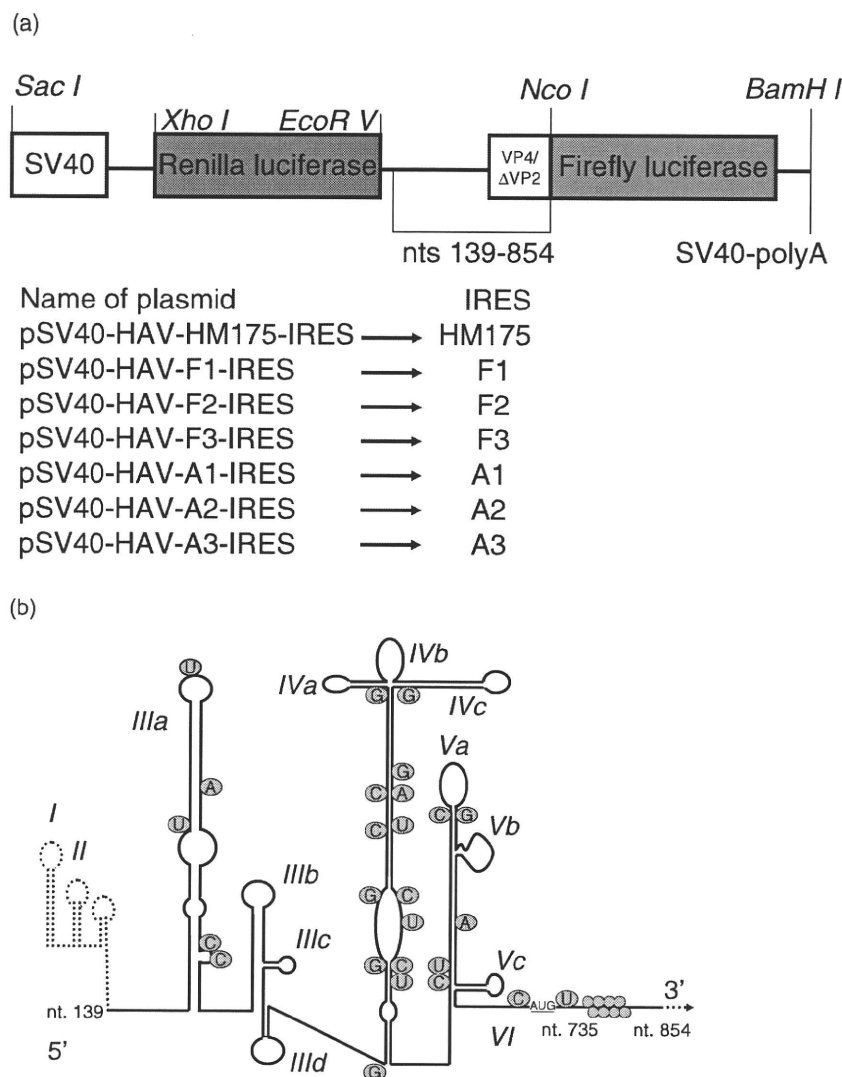 (a)
Sac I
Nco I
BamH I
Xho I EcoR V
SV40
Renilla luciferase
VP4/
ΔVP2
Firefly luciferase
nts 139-854
SV40-polyA
Name of plasmid IRES
pSV40-HAV-HM175-IRES HM175
pSV40-HAV-F1-IRES F1
pSV40-HAV-F2-IRES F2
pSV40-HAV-F3-IRES F3
pSV40-HAV-A1-IRES A1
pSV40-HAV-A2-IRES A2
pSV40-HAV-A3-IRES A3
(b)
U
IIIa
A
U
C
C
I
II
IIIb
IIIc
IIId
nt. 139
5'
IVa
IVb
IVc
G G
G
C A
C U
G C
U
G C
U
G
Va
C G
Vb
A
U
C
Vc
C AUG U
VI
nt. 735
nt. 854
3'